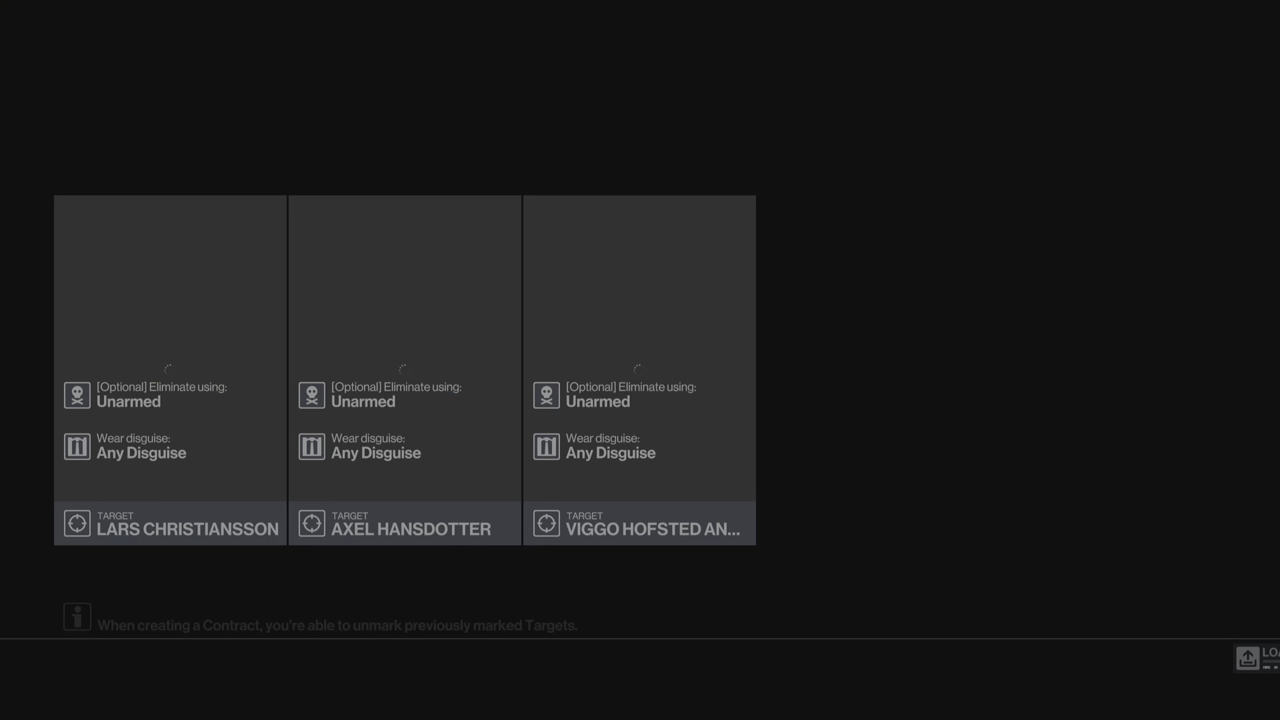 [Optional] Eliminate using:
Unarmed
Wear disguise:
Any Disguise
TARGET
LARS CHRISTIANSSON
[Optional] Eliminate using:
Unarmed
Wear disguise:
Any Disguise
TARGET
AXEL HANSDOTTER
[Optional] Eliminate using:
Unarmed
Wear disguise:
Any Disguise
TARGET
VIGGO HOFSTED AN...
When creating a Contract, you're able to unmark previously marked Targets.